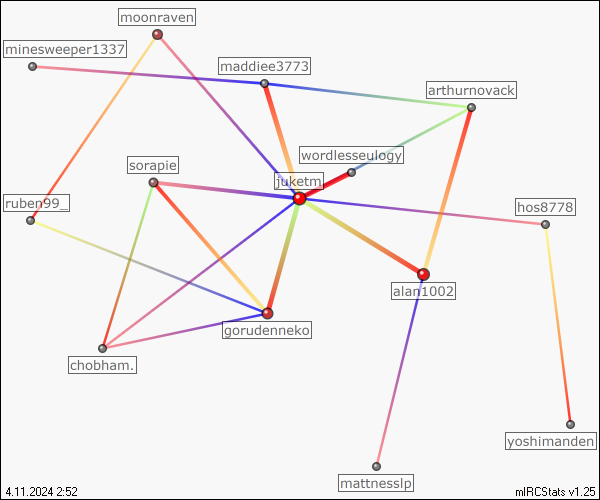 moonraven
minesweeper1337
maddiee3773
arthurnovack
wordlesseulogy
sorapie
juketm
ruben99_
hos8778
alan1002
gorudenneko
chobham.
yoshimanden
mattnesslp
4.11.2024 2:52
mIRCStats v1.25